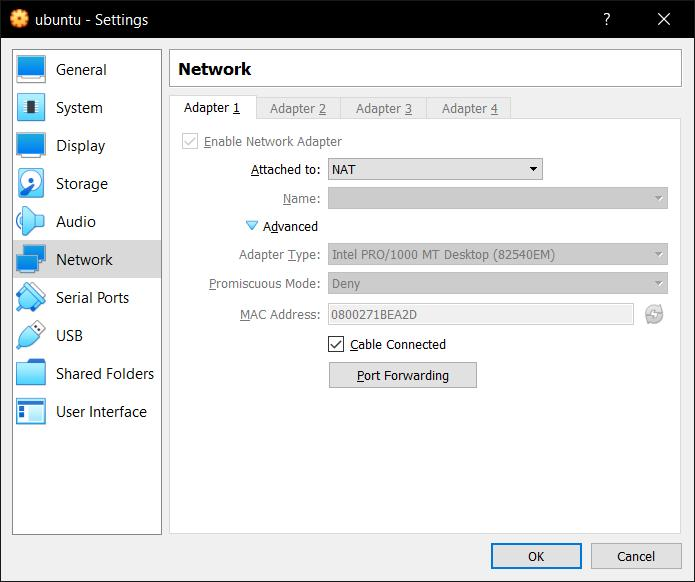 ubuntu - Settings
?
General
System
Display
Storage
Audio
Network
Serial Ports
USB
Shared Folders
User Interface
Network
Adapter 1 Adapter 2 Adapter 3 Adapter 4
Enable Network Adapter
Attached to: NAT
Name:
Advanced
Adapter Type: Intel PRO/1000 MT Desktop (82540EM)
Promiscuous Mode: Deny
MAC Address: 0800271BEA2D
Cable Connected
Port Forwarding
OK Cancel